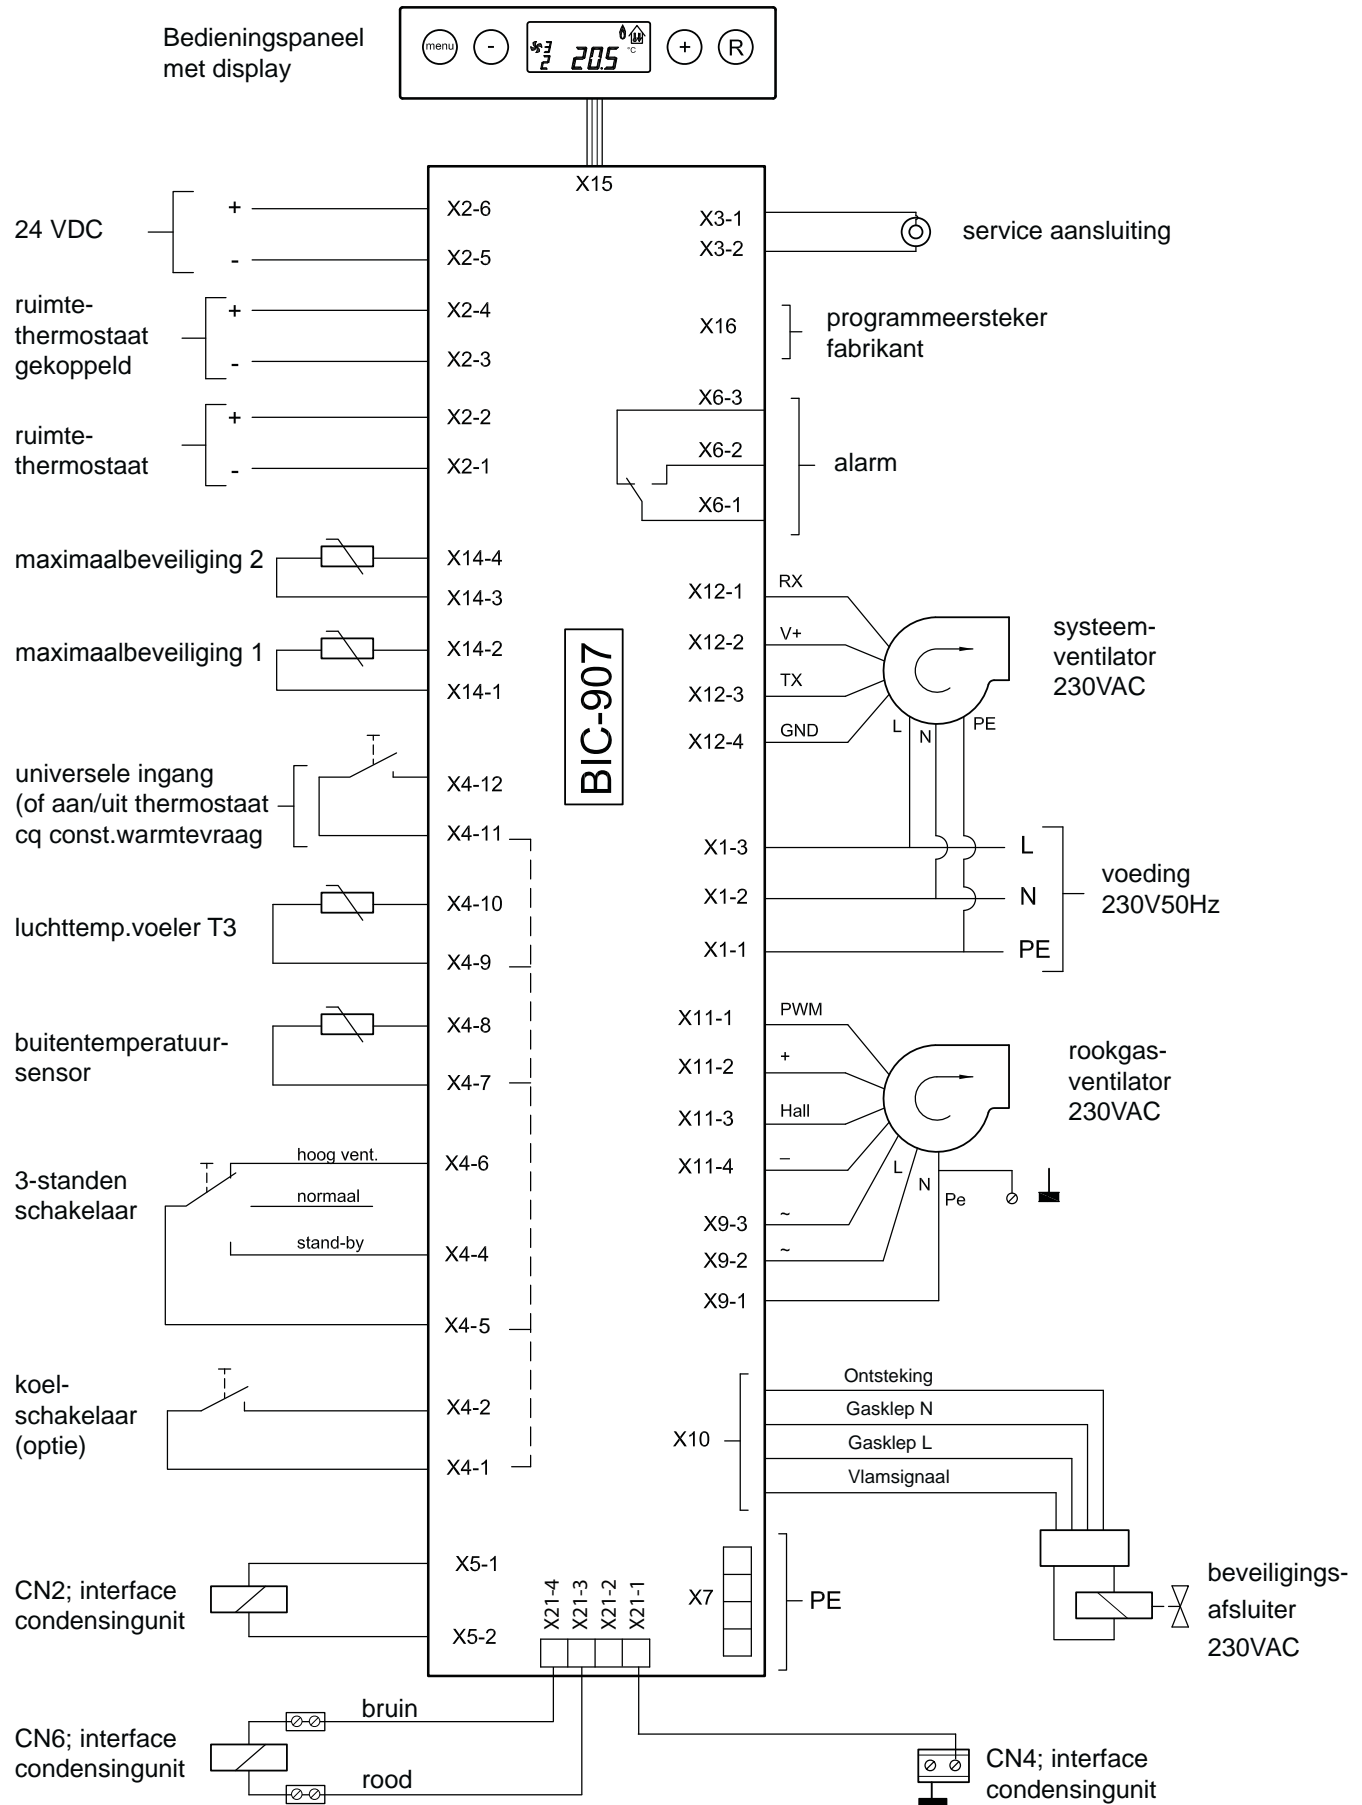 Bedieningspaneel
met display
menu
-
3
2
20.5
°C
+
R
X15
24 VDC
+
-
X2-6
X2-5
ruimte-
thermostaat
gekoppeld
+
-
X2-4
X2-3
ruimte-
thermostaat
+
-
X2-2
X2-1
maximaalbeveiliging 2
X14-4
X14-3
maximaalbeveiliging 1
X14-2
X14-1
universele ingang
(of aan/uit thermostaat
cq const.warmtevraag
X4-12
X4-11
luchttemp.voeler T3
X4-10
X4-9
buitentemperatuur-
sensor
X4-8
X4-7
3-standen
schakelaar
hoog vent.
normaal
stand-by
X4-6
X4-4
X4-5
koel-
schakelaar
(optie)
X4-2
X4-1
CN2; interface
condensingunit
X5-1
X5-2
CN6; interface
condensingunit
bruin
rood
X21-4
X21-3
X21-2
X21-1
BIC-907
X3-1
X3-2
service aansluiting
X16
programmeersteker
fabrikant
X6-3
X6-2
X6-1
alarm
X12-1
RX
X12-2
V+
X12-3
TX
X12-4
GND
L
N
PE
systeem-
ventilator
230VAC
X1-3
L
X1-2
N
X1-1
PE
voeding
230V50Hz
X11-1
PWM
X11-2
+
X11-3
Hall
X11-4
–
X9-3
~
X9-2
~
X9-1
L
N
Pe
rookgas-
ventilator
230VAC
X10
Ontsteking
Gasklep N
Gasklep L
Vlamsignaal
beveiligings-
afsluiter
230VAC
X7
PE
CN4; interface
condensingunit